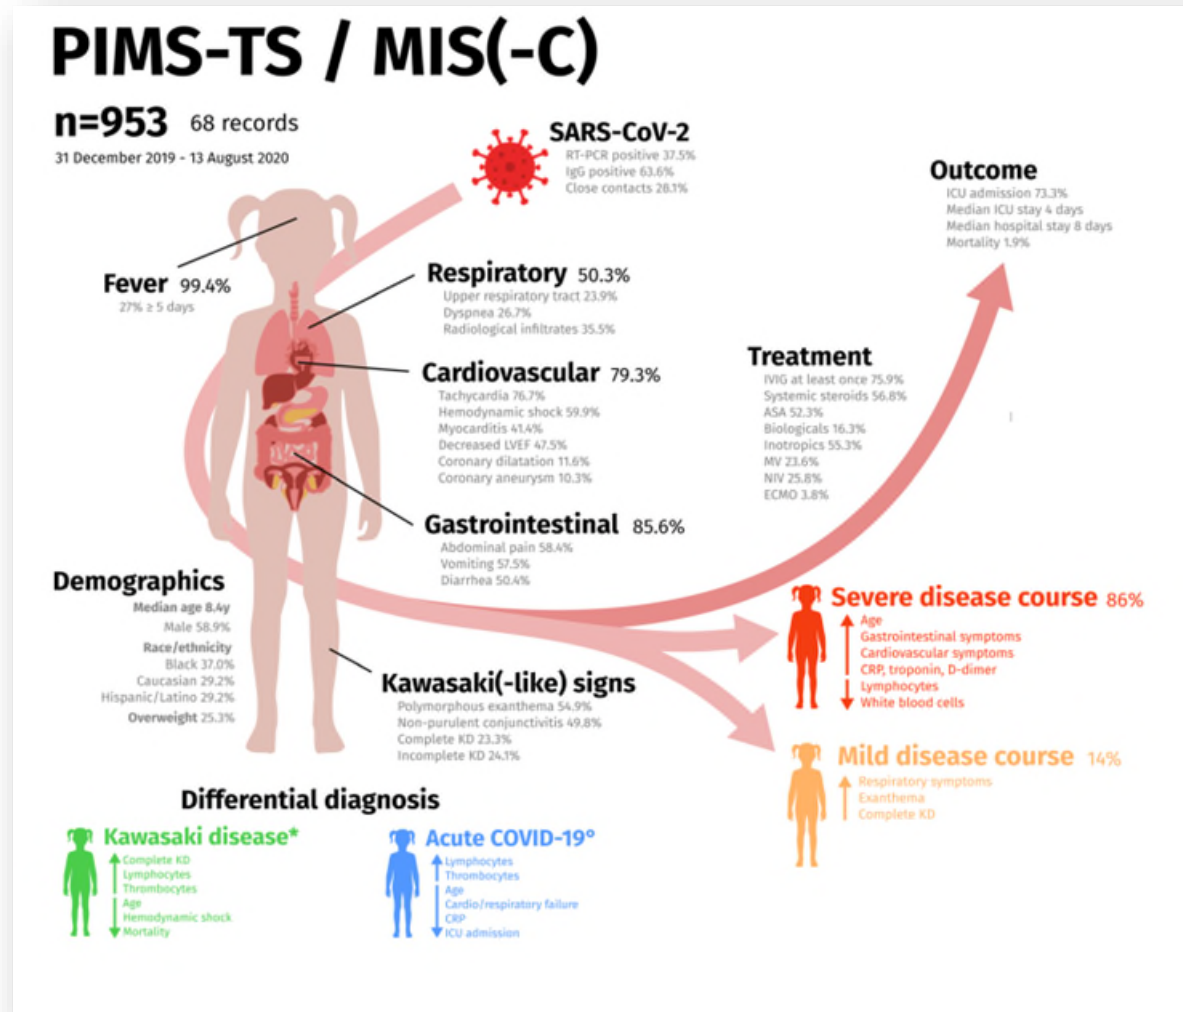 PIMS-TS / MIS(-C)
n=953 68 records
31 December 2019 - 13 August 2020
SARS-CoV-2
RT-PCR positive 37.5%
IgG positive 63.6%
Close contacts 28.1%
Outcome
ICU admission 73.3%
Median ICU stay 4 days
Median hospital stay 8 days
Mortality 1.9%
Fever 99.4%
27% ≥ 5 days
Respiratory 50.3%
Upper respiratory tract 23.9%
Dyspnea 26.7%
Radiological infiltrates 35.5%
Cardiovascular 79.3%
Tachycardia 76.7%
Hemodynamic shock 59.9%
Myocarditis 41.4%
Decreased LVEF 47.5%
Coronary dilatation 11.6%
Coronary aneurysm 10.3%
Treatment
IVIG at least once 75.9%
Systemic steroids 56.8%
ASA 52.3%
Biologicals 16.3%
Inotropics 55.3%
MV 23.6%
NIV 25.8%
ECMO 3.8%
Gastrointestinal 85.6%
Abdominal pain 58.4%
Vomiting 57.5%
Diarrhea 50.4%
Demographics
Median age 8.4y
Male 58.9%
Race/ethnicity
Black 37.0%
Caucasian 29.2%
Hispanic/Latino 29.2%
Overweight 25.3%
Kawasaki(-like) signs
Polymorphous exanthema 54.9%
Non-purulent conjunctivitis 49.8%
Complete KD 23.3%
Incomplete KD 24.1%
Severe disease course 86%
Age
Gastrointestinal symptoms
Cardiovascular symptoms
CRP, troponin, D-dimer
Lymphocytes
White blood cells
Mild disease course 14%
Respiratory symptoms
Exanthema
Complete KD
Differential diagnosis
Kawasaki disease*
Complete KD
Lymphocytes
Thrombocytes
Age
Hemodynamic shock
Mortality
Acute COVID-19°
Lymphocytes
Thrombocytes
Age
Cardio/respiratory failure
CRP
ICU admission